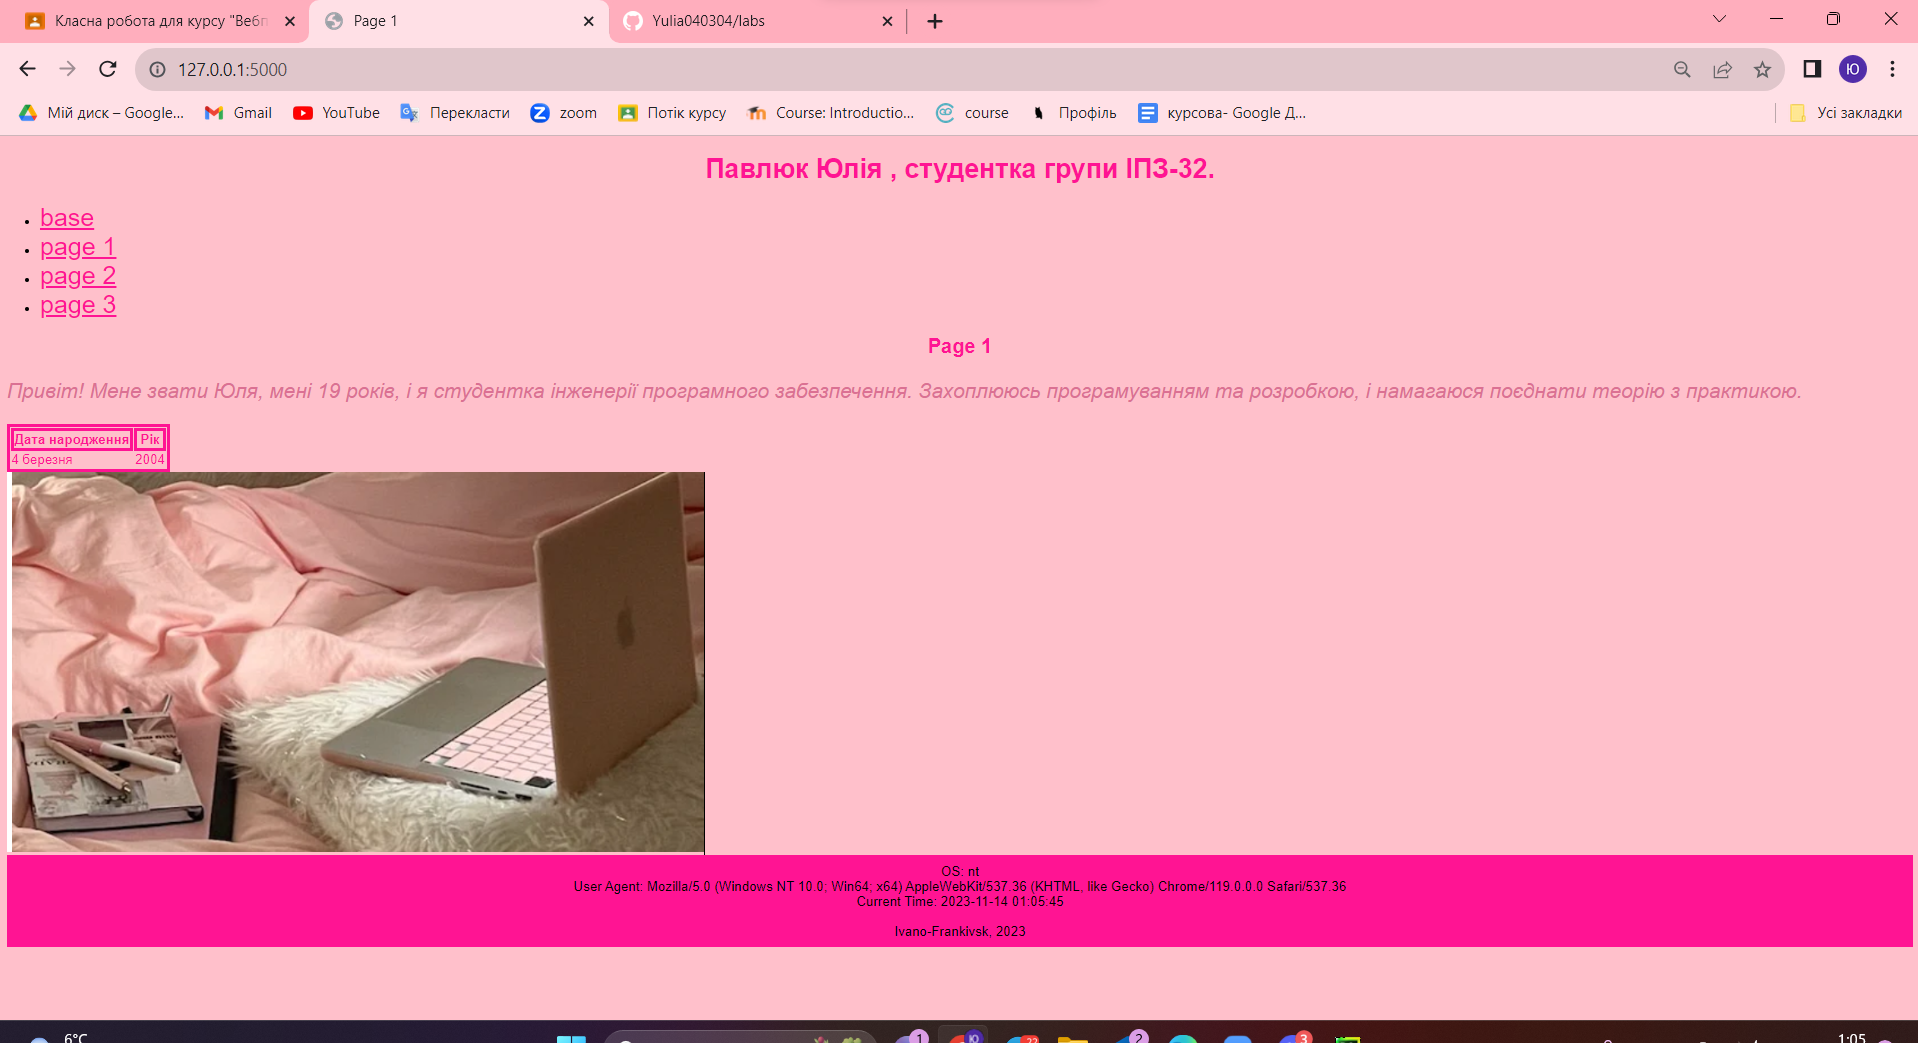 Класна робота для курсу "Вебп
Page 1
Yulia040304/labs
127.0.0.1:5000
Ю
Мій диск – Google...
Gmail
YouTube
Перекласти
zoom
Потік курсу
Course: Introductio...
course
Профіль
курсова- Google Д...
Усі закладки
Павлюк Юлія , студентка групи ІПЗ-32.
base
page 1
page 2
page 3
Page 1
Привіт! Мене звати Юля, мені 19 років, і я студентка інженерії програмного забезпечення. Захоплююсь програмуванням та розробкою, і намагаюся поєднати теорію з практикою.
Дата народження Рік
4 березня 2004
OS: nt
User Agent: Mozilla/5.0 (Windows NT 10.0; Win64; x64) AppleWebKit/537.36 (KHTML, like Gecko) Chrome/119.0.0.0 Safari/537.36
Current Time: 2023-11-14 01:05:45
Ivano-Frankivsk, 2023
6°C
1
Ю
22
2
3
1:05